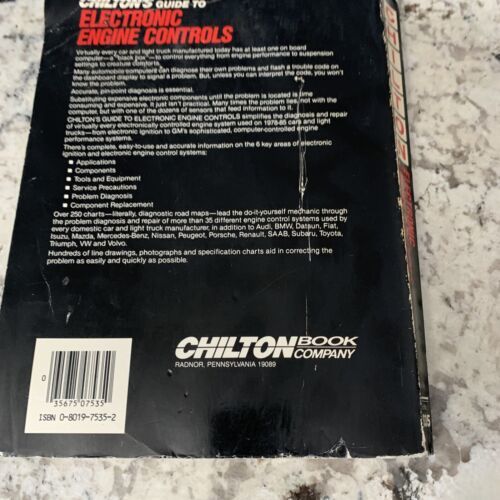 CHILTON'S GUIDE TO
ELECTRONIC
ENGINE CONTROLS
Virtually every car and light truck manufactured today has at least one on board
computer—a "black box"—to control everything from engine performance to suspension
settings to creature comforts.
Many automobile computers can diagnose their own problems and flash a trouble code on
the dashboard display to signal a problem. But, unless you can interpret the code, you won't
know the problem.
Accurate, pin-point diagnosis is essential.
Substituting expensive electronic components until the problem is located is time
consuming and expensive. It just isn't practical. Many times the problem lies, not with the
computer, but with one of the dozens of sensors that feed information to it.
CHILTON'S GUIDE TO ELECTRONIC ENGINE CONTROLS simplifies the diagnosis and repair
of virtually every electronically controlled engine system used on 1978-85 cars and light
trucks—from electronic ignition to GM's sophisticated, computer-controlled engine
performance systems.
There's complete, easy-to-use and accurate information on the 6 key areas of electronic
ignition and electronic engine control systems:
■ Applications
■ Components
■ Tools and Equipment
■ Service Precautions
■ Problem Diagnosis
■ Component Replacement
Over 250 charts—literally, diagnostic road maps—lead the do-it-yourself mechanic through
the problem diagnosis and repair of more than 35 different engine control systems used by
every domestic car and light truck manufacturer, in addition to Audi, BMW, Datsun, Fiat,
Isuzu, Mazda, Mercedes-Benz, Nissan, Peugeot, Porsche, Renault, SAAB, Subaru, Toyota,
Triumph, VW and Volvo.
Hundreds of line drawings, photographs and specification charts aid in correcting the
problem as easily and quickly as possible.
CHILTON BOOK
COMPANY
RADNOR, PENNSYLVANIA 19089
0
35675 07535
ISBN 0-8019-7535-2